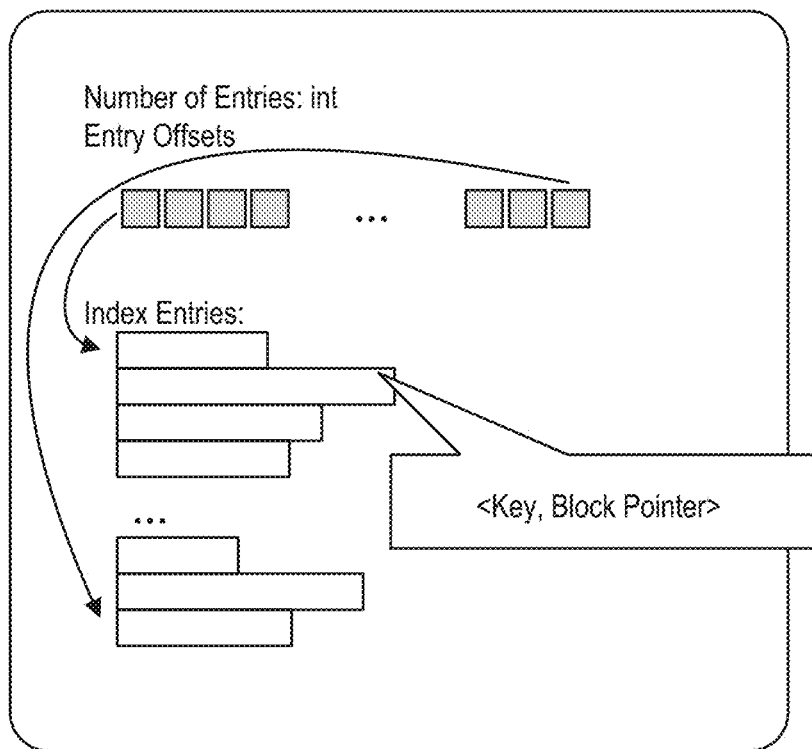 Number of Entries: int
Entry Offsets
...
Index Entries:
<Key, Block Pointer>
...